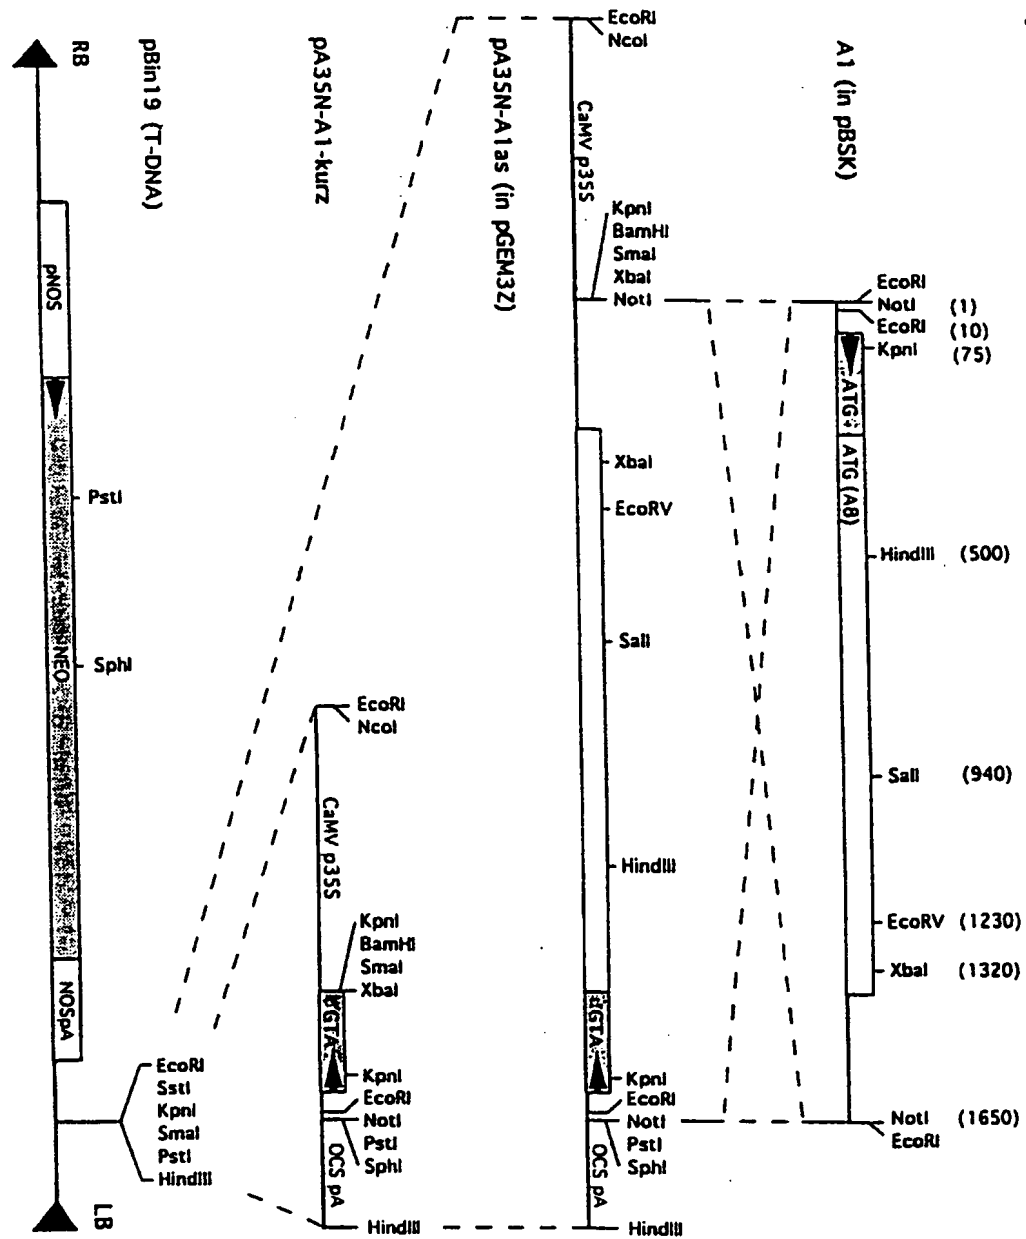 A1 (in pBSK)
EcoRI
NotI (1)
EcoRI (10)
KpnI (75)
ATG
ATG (A8)
HindIII (500)
SalI (940)
EcoRV (1230)
XbaI (1320)
NotI (1650)
EcoRI
pA35N-A1as (in pGEM3Z)
EcoRI
NcoI
CaMV p35S
KpnI
BamHI
SmaI
XbaI
NotI
XbaI
EcoRV
SalI
HindIII
GTA
KpnI
EcoRI
NotI
PstI
SphI
OCS pA
HindIII
pA35N-A1-kurz
EcoRI
NcoI
CaMV p35S
KpnI
BamHI
SmaI
XbaI
GTA
KpnI
EcoRI
NotI
PstI
SphI
OCS pA
HindIII
pBin19 (T-DNA)
RB
pNOS
PstI
SphI
NEO
NOSpA
EcoRI
SstI
KpnI
SmaI
PstI
HindIII
LB